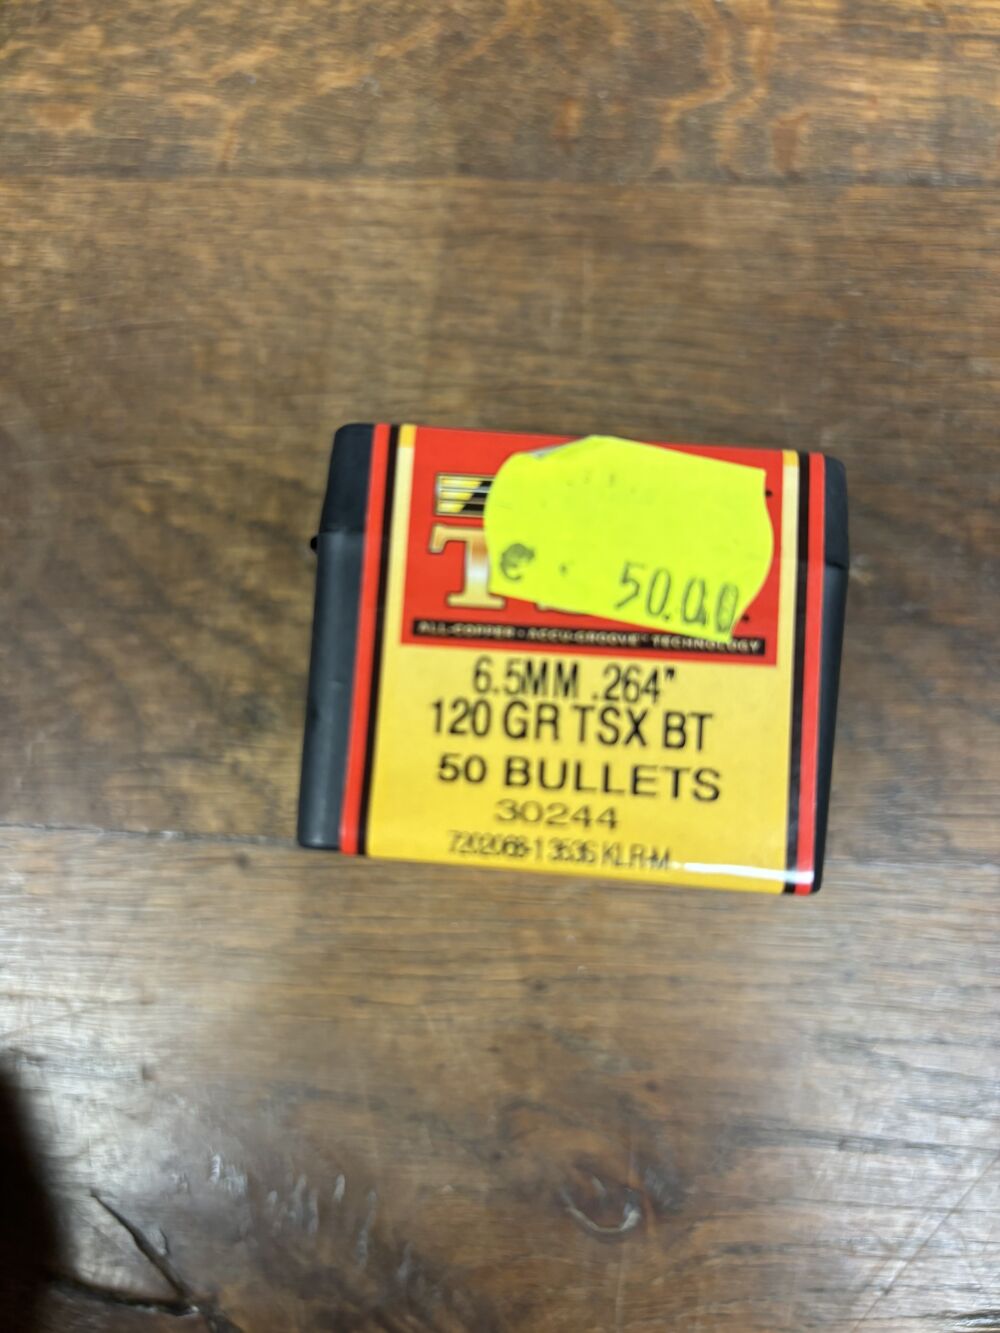 € 50.00
ALL-COPPER • ACCU-GROOVE™ TECHNOLOGY
6.5MM .264"
120 GR TSX BT
50 BULLETS
30244